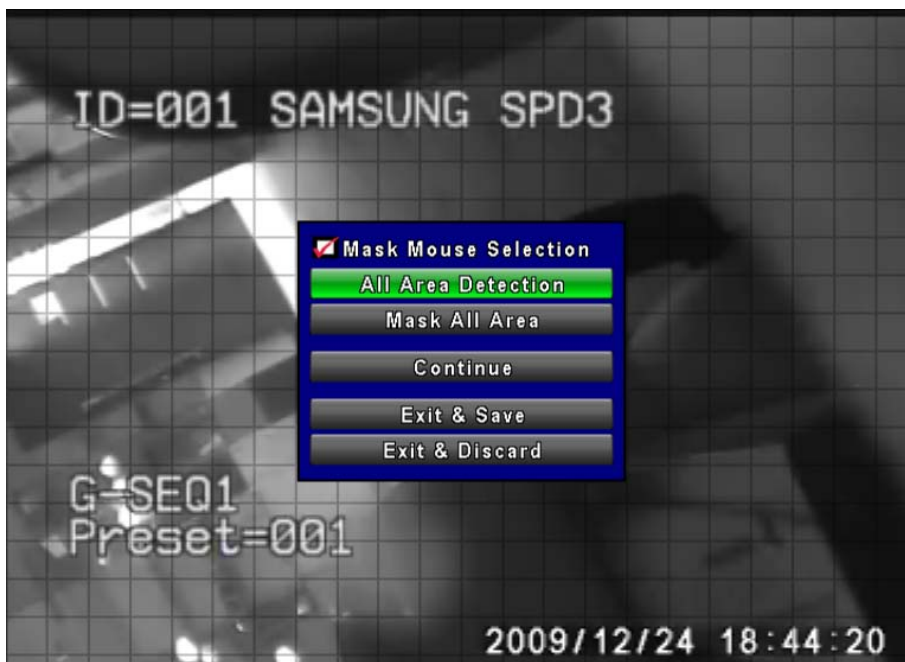 ID=001 SAMSUNG SPD3
Mask Mouse Selection
All Area Detection
Mask All Area
Continue
Exit & Save
Exit & Discard
G-SEQ1
Preset=001
2009/12/24 18:44:20